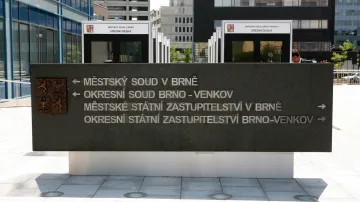 ← MĚSTSKÝ SOUD V BRNĚ
← OKRESNÍ SOUD BRNO-VENKOV
MĚSTSKÉ STÁTNÍ ZASTUPITELSTVÍ V BRNĚ →
OKRESNÍ STÁTNÍ ZASTUPITELSTVÍ BRNO-VENKOV →